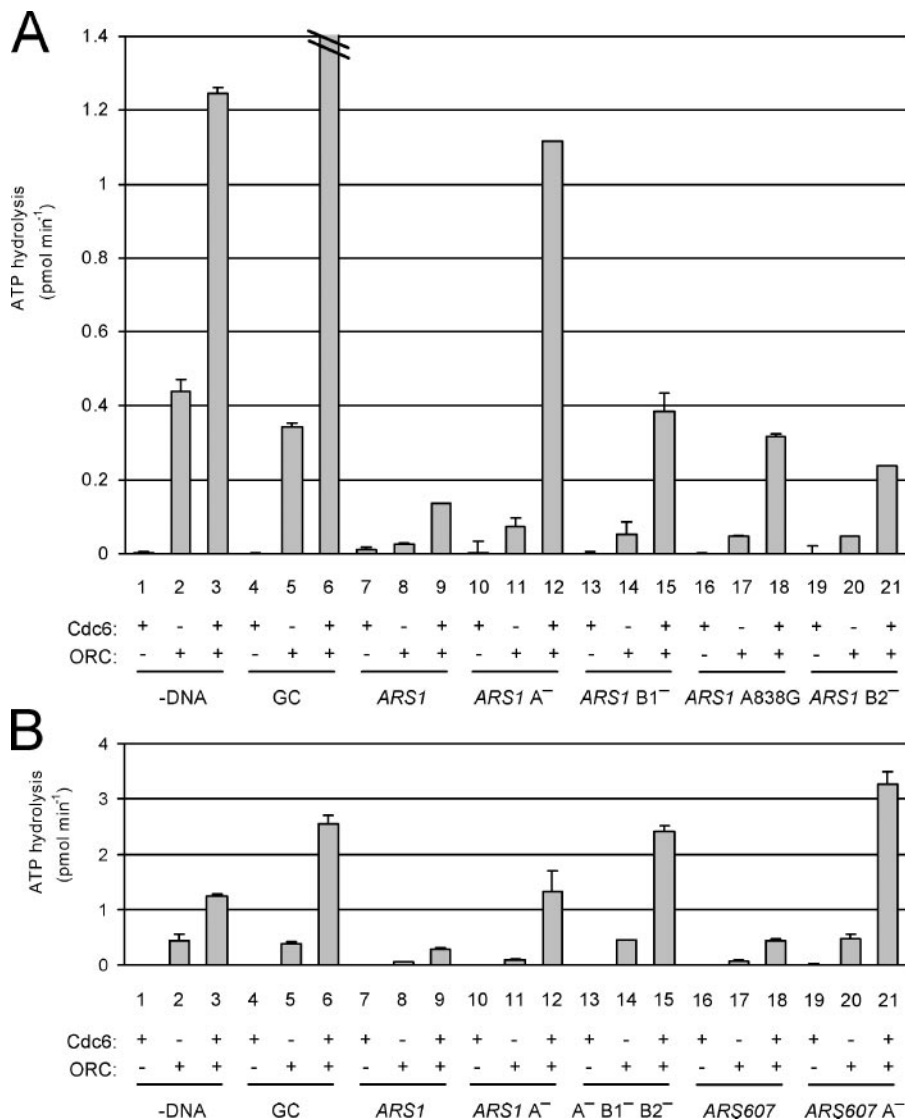 A
ATP hydrolysis
(pmol min⁻¹)
1.4
1.2
1
0.8
0.6
0.4
0.2
0
1 2 3 4 5 6 7 8 9 10 11 12 13 14 15 16 17 18 19 20 21
Cdc6: + - + + - + + - + + - + + - + + - + + - +
ORC: - + + - + + - + + - + + - + + - + + - + +
-DNA GC ARS1 ARS1 A⁻ ARS1 B1⁻ ARS1 A838G ARS1 B2⁻
B
ATP hydrolysis
(pmol min⁻¹)
4
3
2
1
0
1 2 3 4 5 6 7 8 9 10 11 12 13 14 15 16 17 18 19 20 21
Cdc6: + - + + - + + - + + - + + - + + - + + - +
ORC: - + + - + + - + + - + + - + + - + + - + +
-DNA GC ARS1 ARS1 A⁻ A⁻ B1⁻ B2⁻ ARS607 ARS607 A⁻